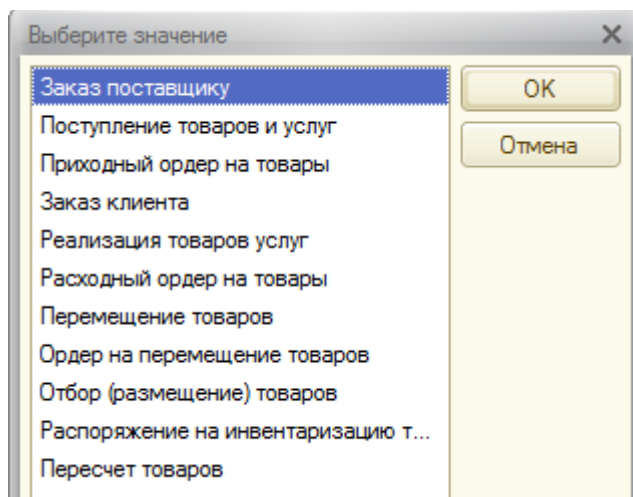 Выберите значение
Заказ поставщику
Поступление товаров и услуг
Приходный ордер на товары
Заказ клиента
Реализация товаров услуг
Расходный ордер на товары
Перемещение товаров
Ордер на перемещение товаров
Отбор (размещение) товаров
Распоряжение на инвентаризацию т...
Пересчет товаров
OK
Отмена